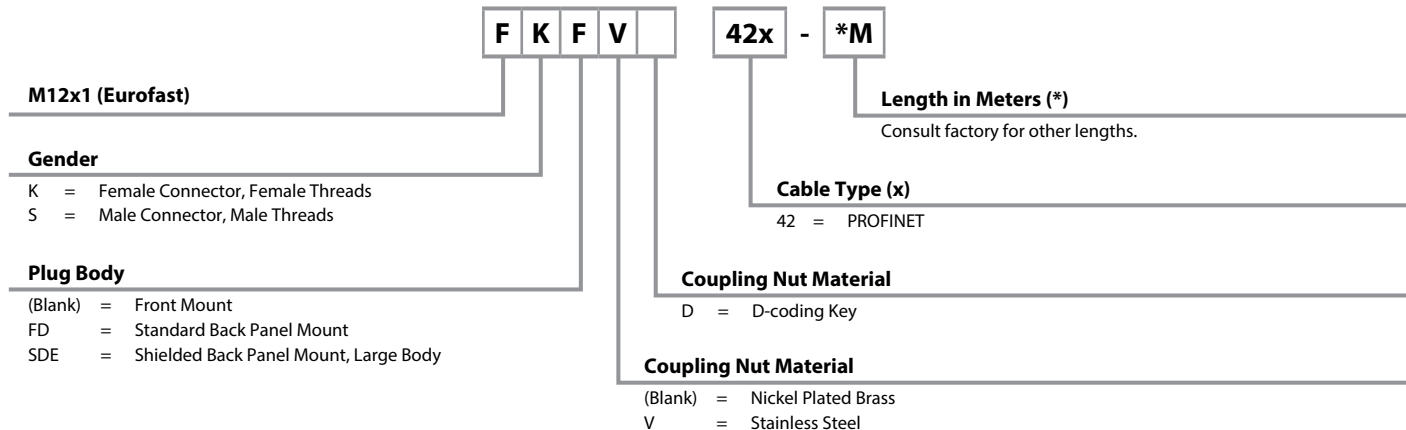 F K F V 42x - *M
M12x1 (Eurofast)
Length in Meters (*)
Consult factory for other lengths.
Gender
K = Female Connector, Female Threads
S = Male Connector, Male Threads
Cable Type (x)
42 = PROFINET
Plug Body
(Blank) = Front Mount
FD = Standard Back Panel Mount
SDE = Shielded Back Panel Mount, Large Body
Coupling Nut Material
D = D-coding Key
Coupling Nut Material
(Blank) = Nickel Plated Brass
V = Stainless Steel